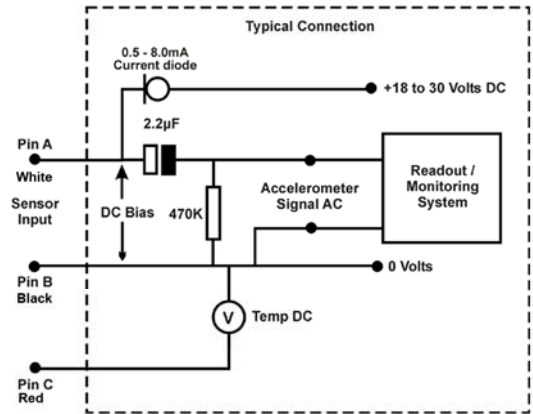 Typical Connection
0.5 - 8.0mA
Current diode
+18 to 30 Volts DC
2.2µF
Pin A
White
Sensor
Input
DC Bias
470K
Accelerometer
Signal AC
Readout /
Monitoring
System
0 Volts
Pin B
Black
V
Temp DC
Pin C
Red